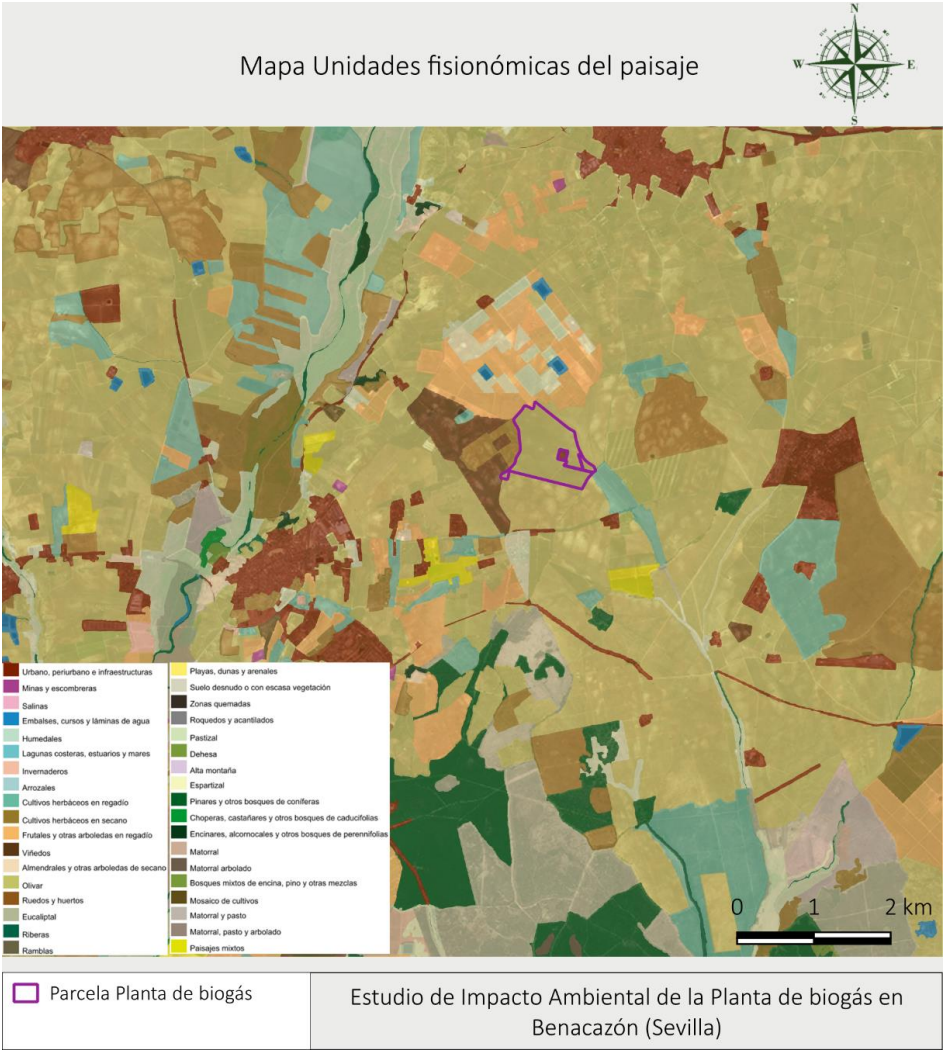 Mapa Unidades fisionómicas del paisaje
N
W
E
S
Urbano, periurbano e infraestructuras
Minas y escombreras
Salinas
Embalses, cursos y láminas de agua
Humedales
Lagunas costeras, estuarios y mares
Invernaderos
Arrozales
Cultivos herbáceos en regadío
Cultivos herbáceos en secano
Frutales y otras arboledas en regadío
Viñedos
Almendrales y otras arboledas de secano
Olivar
Ruedos y huertos
Eucaliptal
Riberas
Ramblas
Playas, dunas y arenales
Suelo desnudo o con escasa vegetación
Zonas quemadas
Roquedos y acantilados
Pastizal
Dehesa
Alta montaña
Espartizal
Pinares y otros bosques de coníferas
Choperas, castañares y otros bosques de caducifolias
Encinares, alcornocales y otros bosques de perennifolias
Matorral
Matorral arbolado
Bosques mixtos de encina, pino y otras mezclas
Mosaico de cultivos
Matorral y pasto
Matorral, pasto y arbolado
Paisajes mixtos
0 1 2 km
Parcela Planta de biogás
Estudio de Impacto Ambiental de la Planta de biogás en
Benacazón (Sevilla)